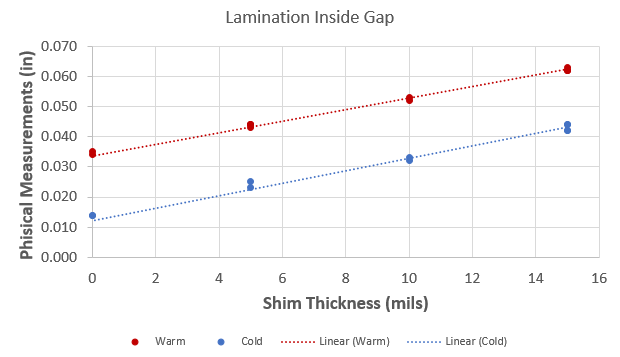 Lamination Inside Gap
Phisical Measurements (in)
0.070
0.060
0.050
0.040
0.030
0.020
0.010
0.000
0 2 4 6 8 10 12 14 16
Shim Thickness (mils)
Warm Cold Linear (Warm) Linear (Cold)